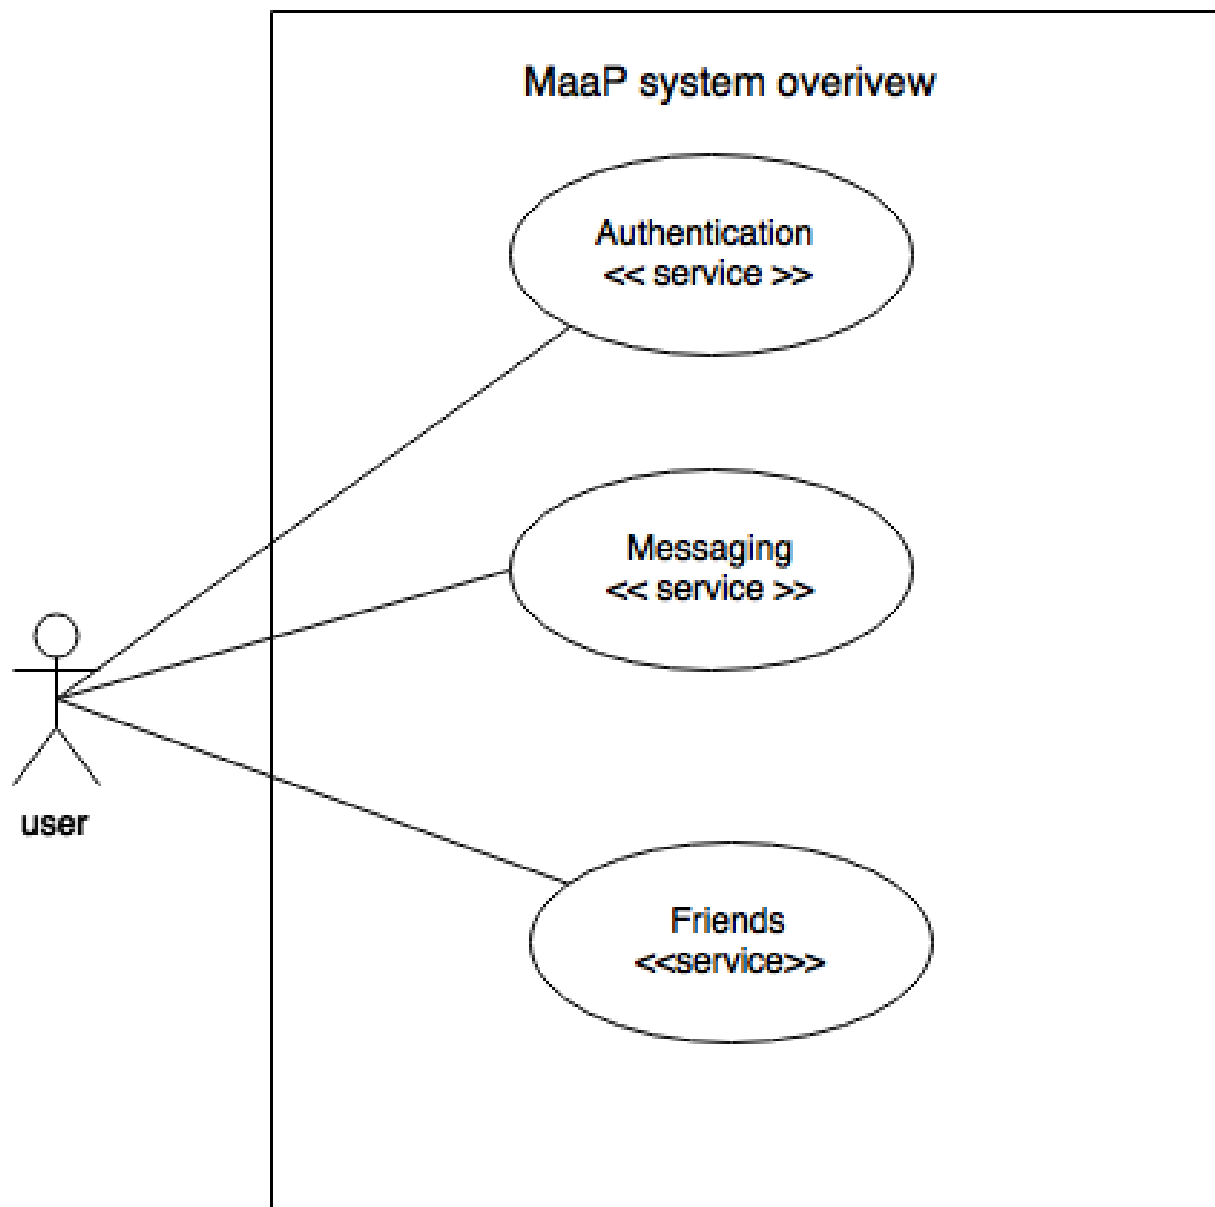 MaaP system overivew
Authentication
<< service >>
Messaging
<< service >>
user
Friends
<<service>>